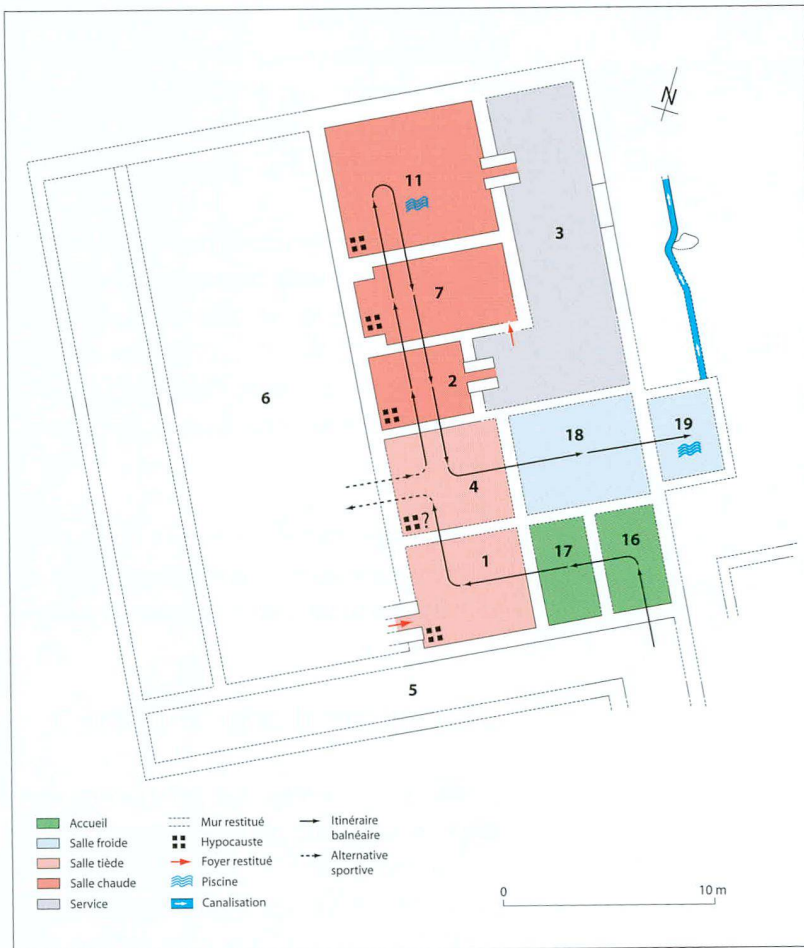 N
11
3
7
2
6
18
19
4
?
1
17
16
5
Accueil
Salle froide
Salle tiède
Salle chaude
Service
Mur restitué
Hypocauste
Foyer restitué
Piscine
Canalisation
Itinéraire
balnéaire
Alternative
sportive
0
10 m